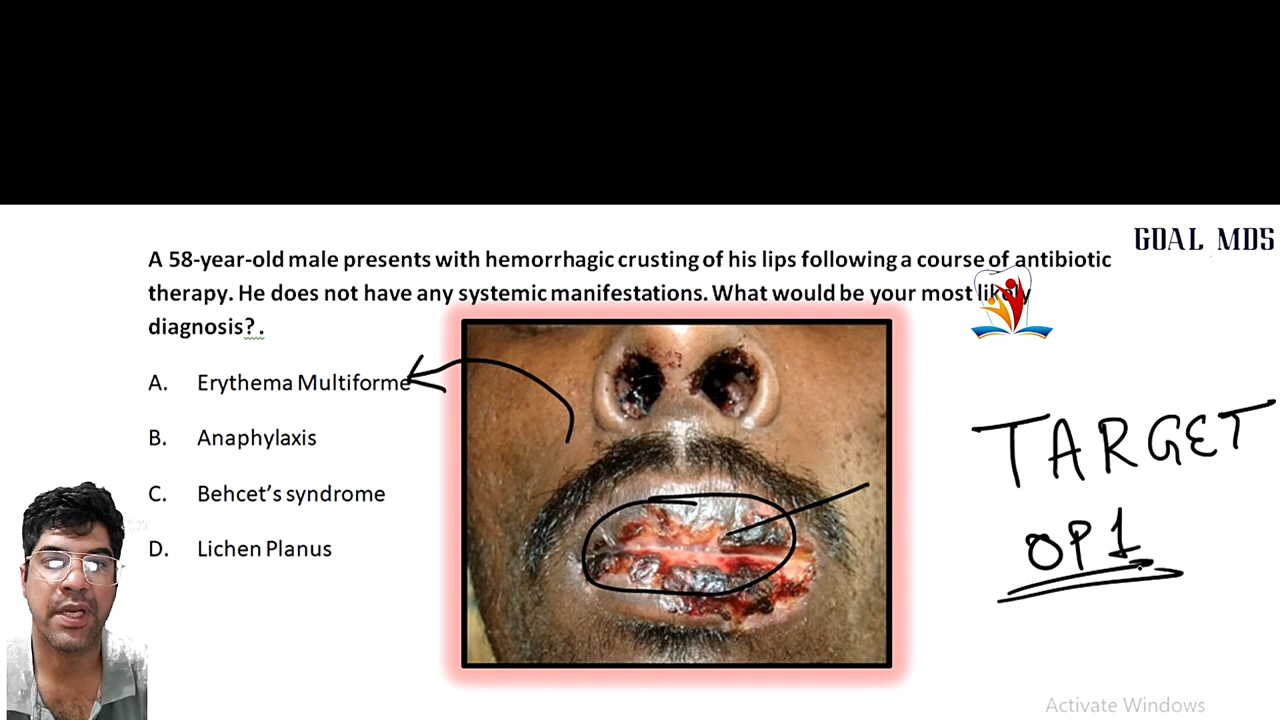 GOAL MDS
A 58-year-old male presents with hemorrhagic crusting of his lips following a course of antibiotic
therapy. He does not have any systemic manifestations. What would be your most likely
diagnosis? .
A. Erythema Multiforme
B. Anaphylaxis
C. Behcet's syndrome
D. Lichen Planus
TARGET
OP1
Activate Windows